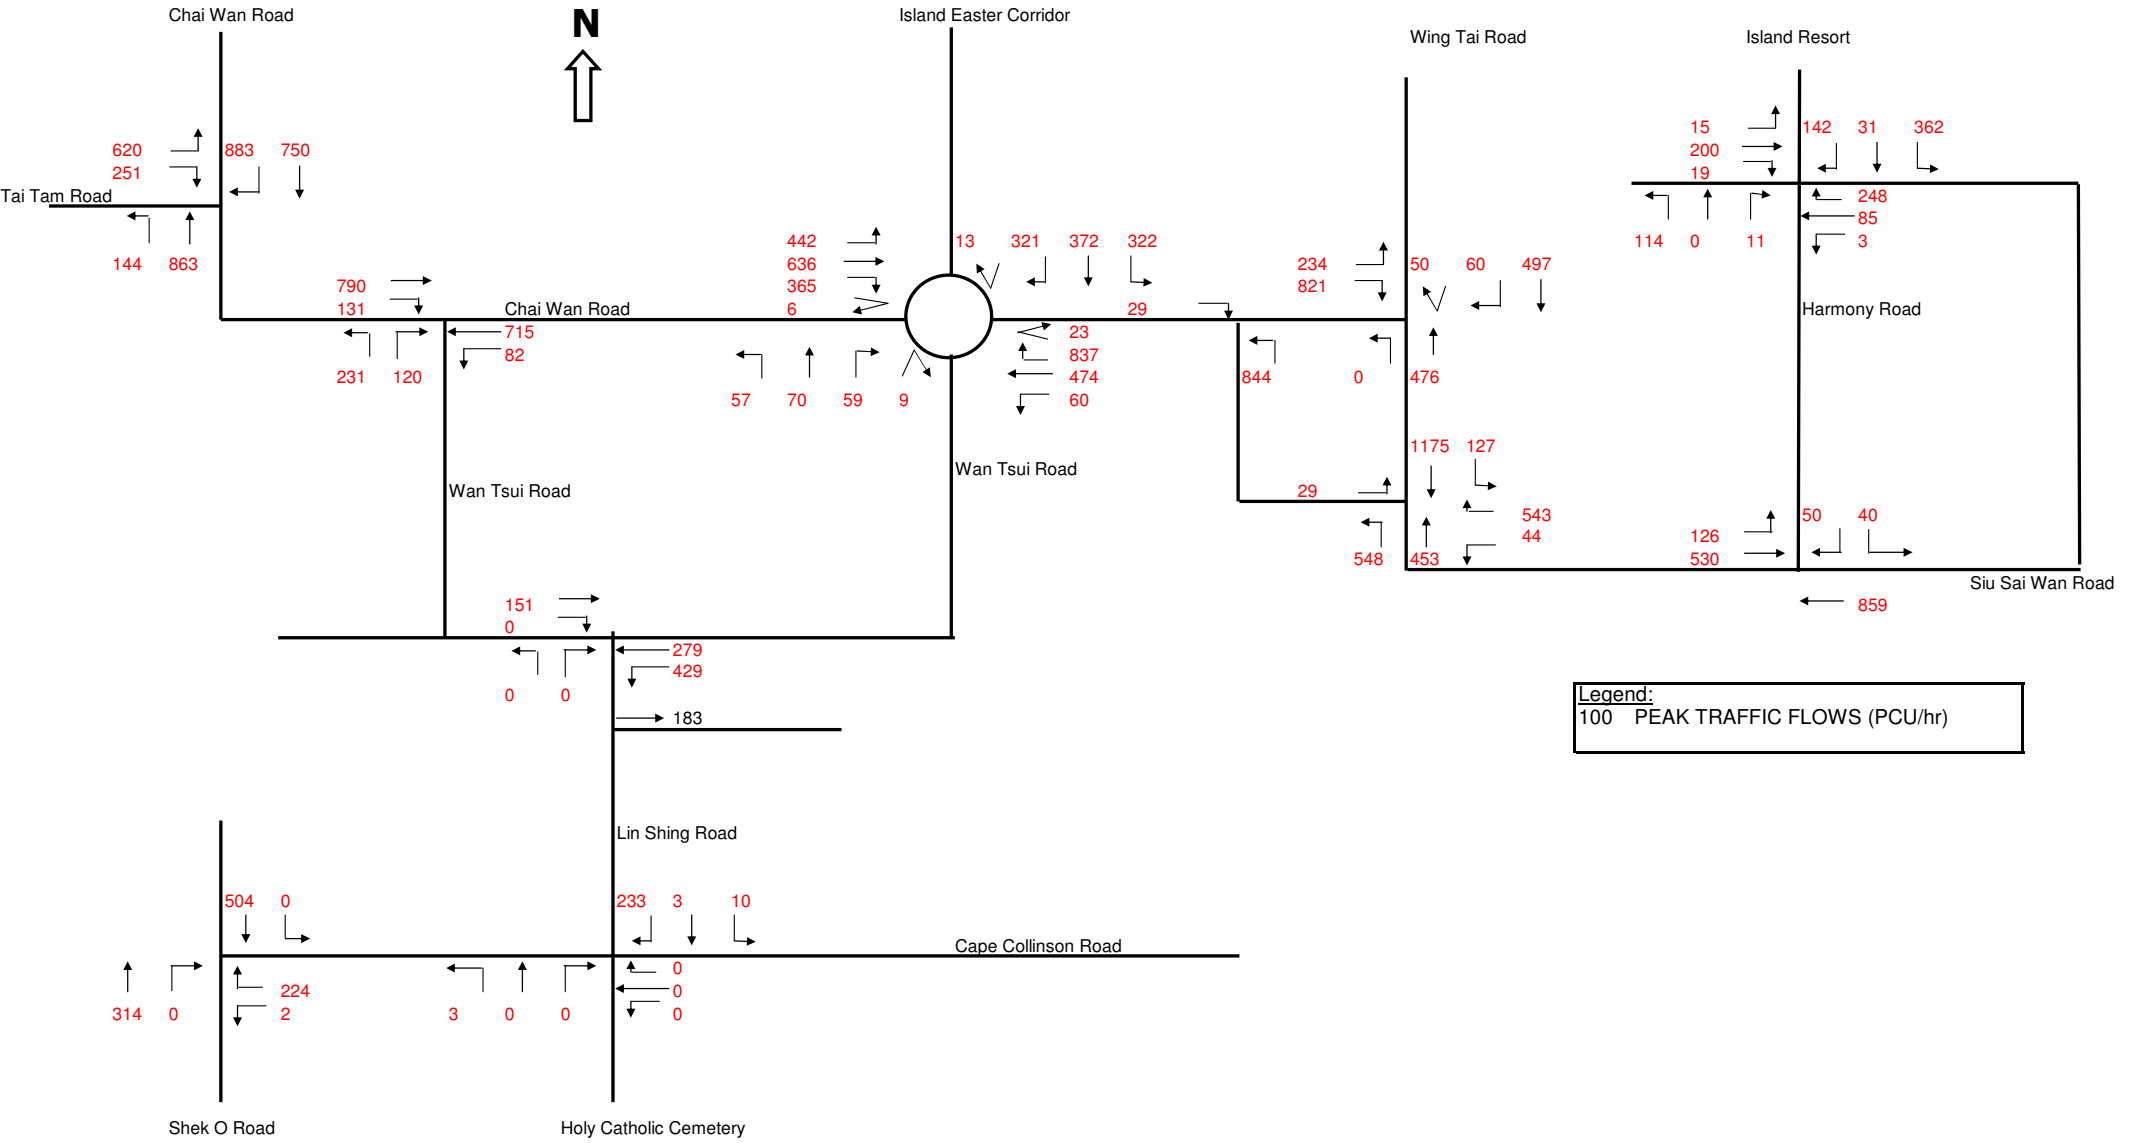 Chai Wan Road
N
Island Easter Corridor
Wing Tai Road
Island Resort
15 142 31 362
200
19
620 883 750
251
Tai Tam Road
248
85
114 0 11 3
144 863
442 13 321 372 322
636
365
6
234 50 60 497
821
790
131
Chai Wan Road
29
Harmony Road
715
82
231 120
23
837
474
60
57 70 59 9
844 0 476
1175 127
Wan Tsui Road
Wan Tsui Road
29
543
44
548 453
126 50 40
530
Siu Sai Wan Road
859
151
0
279
429
0 0
183
Legend:
100 PEAK TRAFFIC FLOWS (PCU/hr)
Lin Shing Road
504 0
233 3 10
Cape Collinson Road
224
2
314 0
0
0
0
3 0 0
Shek O Road
Holy Catholic Cemetery